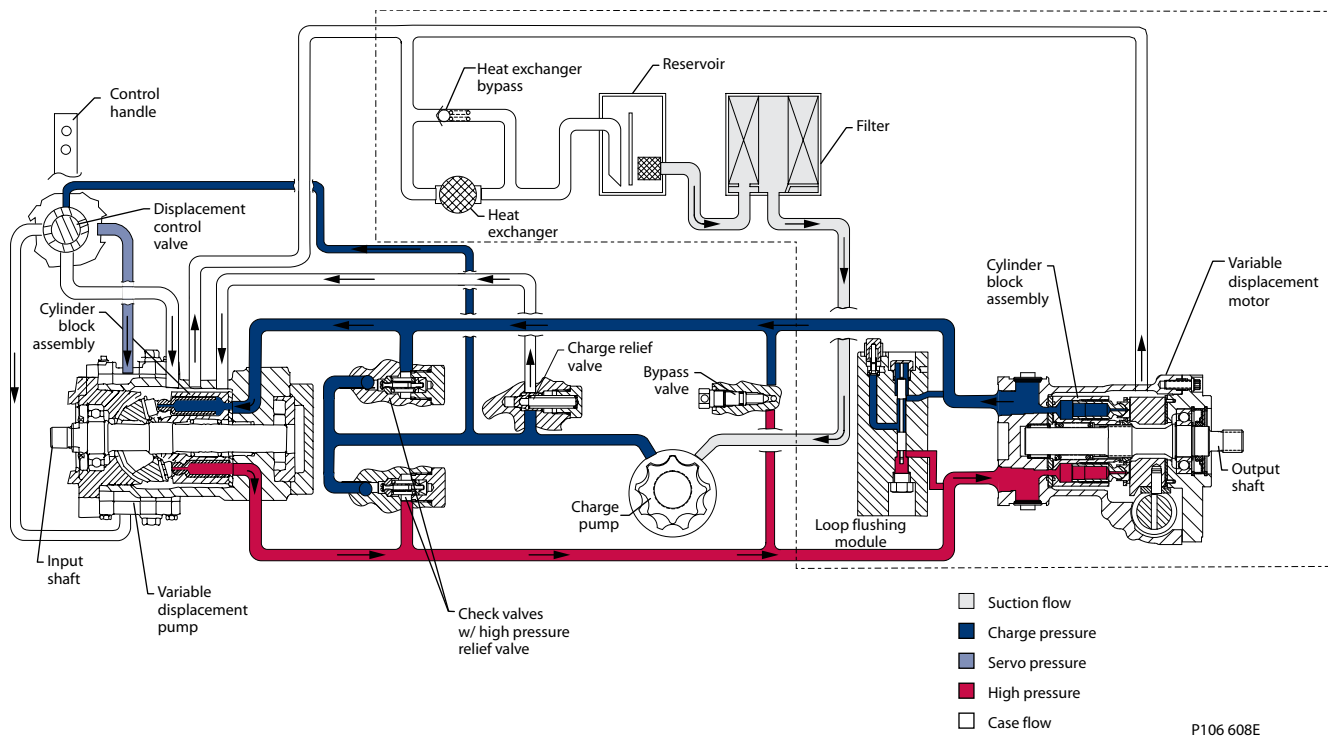 Control
handle
Heat exchanger
bypass
Reservoir
Filter
Displacement
control
valve
Heat
exchanger
Cylinder
block
assembly
Variable
displacement
motor
Cylinder
block
assembly
Charge relief
valve
Bypass
valve
Output
shaft
Charge
pump
Loop flushing
module
Input
shaft
Variable
displacement
pump
Check valves
w/ high pressure
relief valve
Suction flow
Charge pressure
Servo pressure
High pressure
Case flow
P106 608E